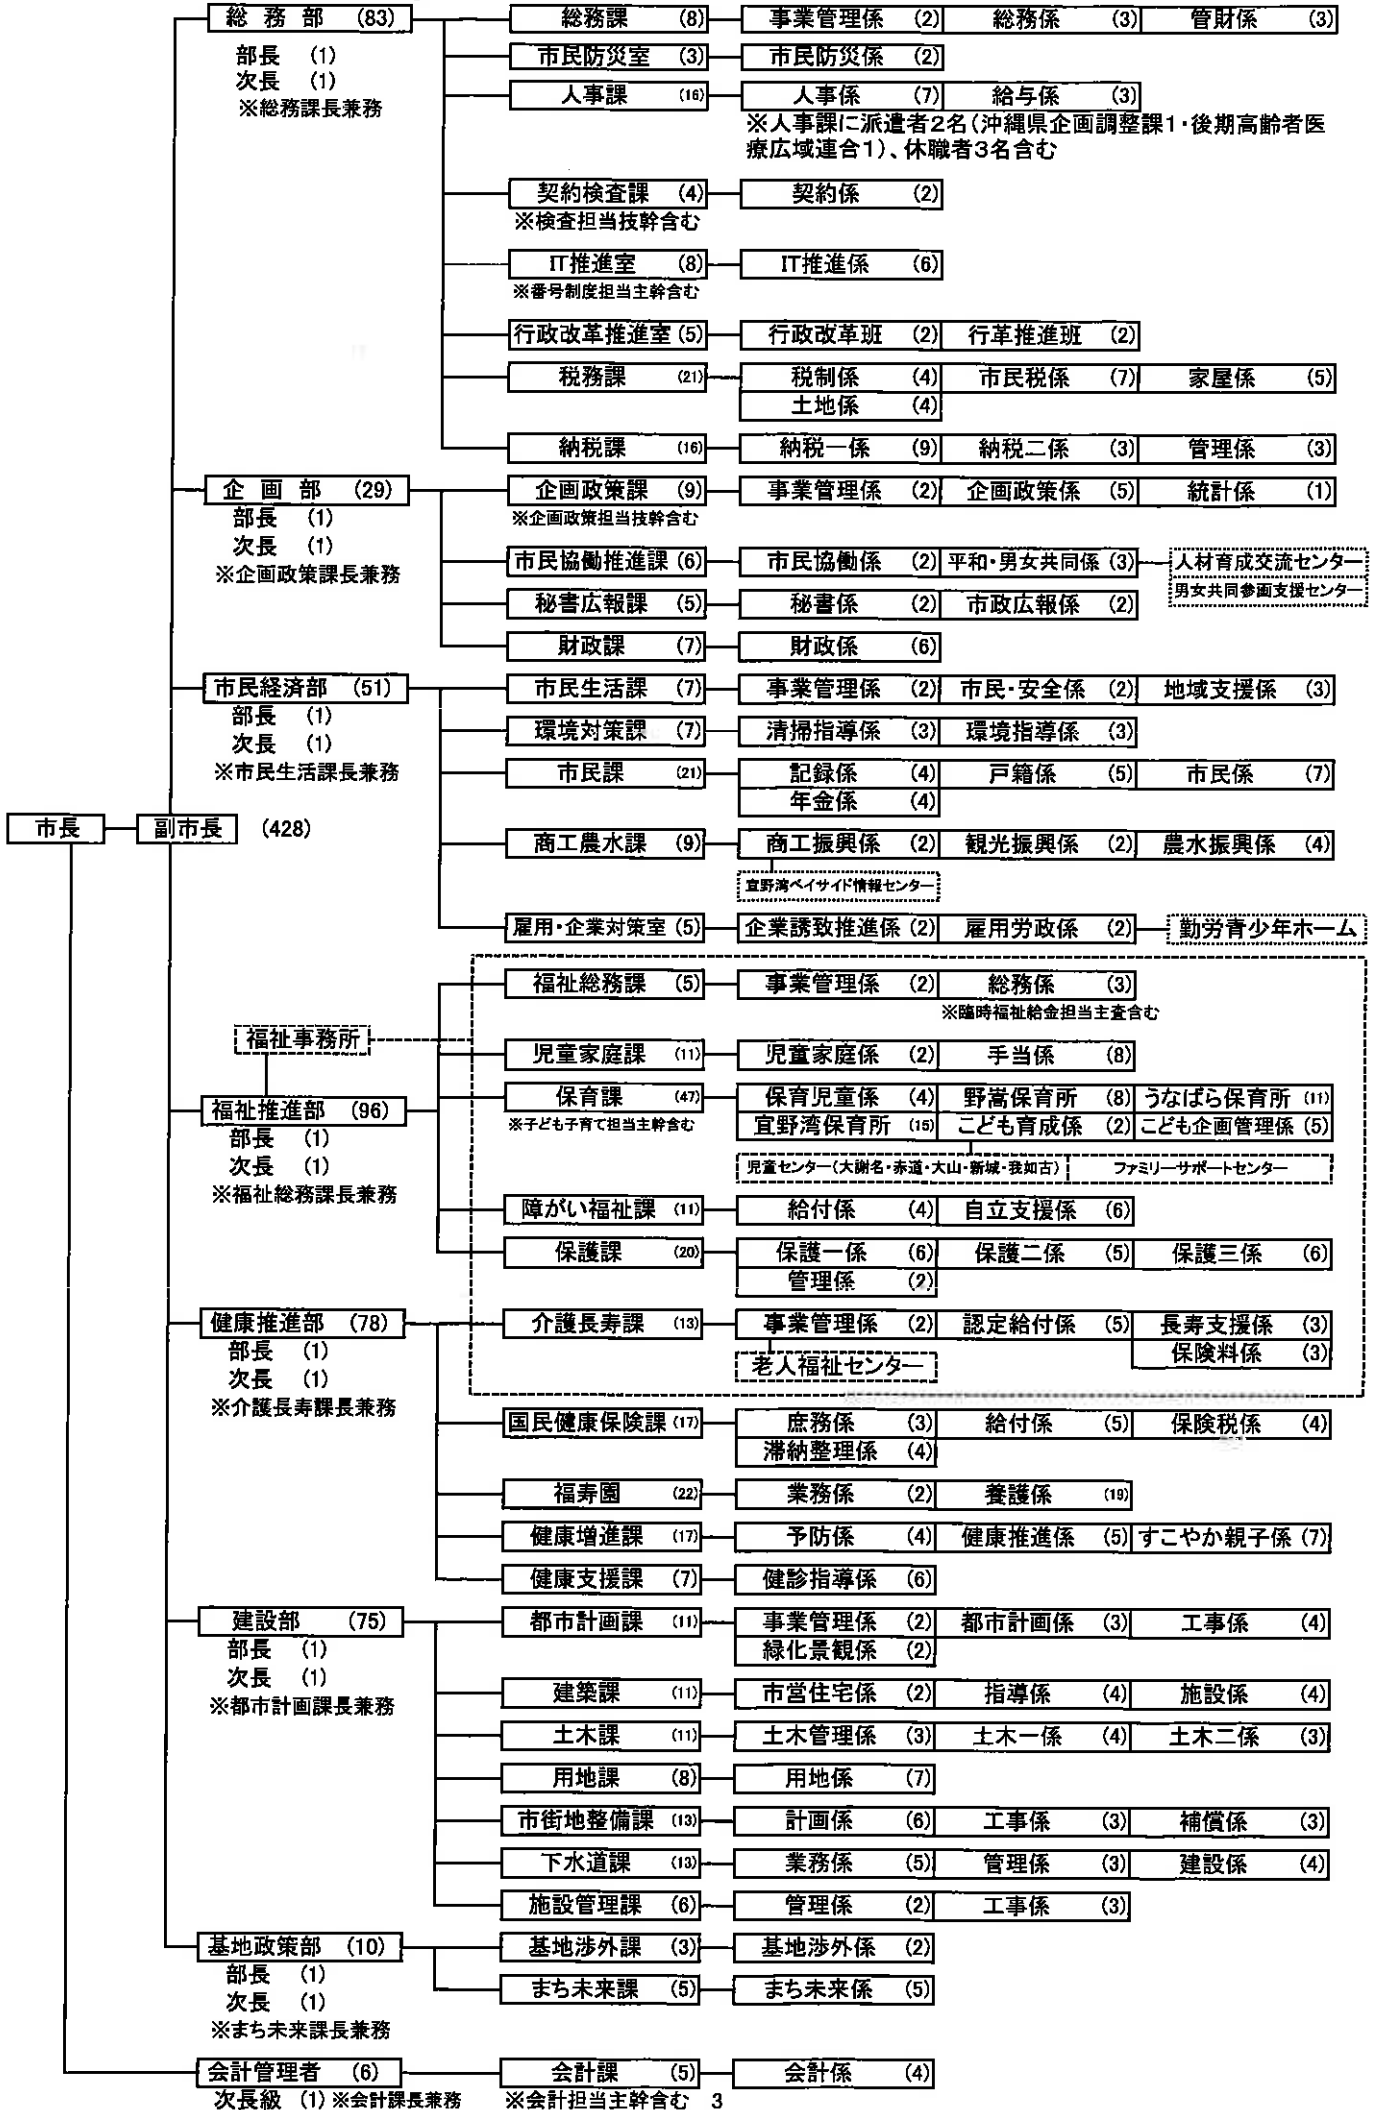 総務部 (83) 総務課 (8) 事業管理係 (2) 総務係 (3) 管財係 (3)
部長 (1) 市民防災室 (3) 市民防災係 (2)
次長 (1) 人事課 (16) 人事係 (7) 給与係 (3)
※総務課長兼務
※人事課に派遣者2名(沖縄県企画調整課1・後期高齢者医
療広域連合1)、休職者3名含む
契約検査課 (4) 契約係 (2)
※検査担当技幹含む
IT推進室 (8) IT推進係 (6)
※番号制度担当主幹含む
行政改革推進室 (5) 行政改革班 (2) 行革推進班 (2)
税務課 (21) 税制係 (4) 市民税係 (7) 家屋係 (5)
土地係 (4)
納税課 (16) 納税一係 (9) 納税二係 (3) 管理係 (3)
企画部 (29) 企画政策課 (9) 事業管理係 (2) 企画政策係 (5) 統計係 (1)
部長 (1) ※企画政策担当技幹含む
次長 (1)
※企画政策課長兼務
市民協働推進課 (6) 市民協働係 (2) 平和・男女共同係 (3) 人材育成交流センター
男女共同参画支援センター
秘書広報課 (5) 秘書係 (2) 市政広報係 (2)
財政課 (7) 財政係 (6)
市民経済部 (51) 市民生活課 (7) 事業管理係 (2) 市民・安全係 (2) 地域支援係 (3)
部長 (1)
次長 (1) 環境対策課 (7) 清掃指導係 (3) 環境指導係 (3)
※市民生活課長兼務 市民課 (21) 記録係 (4) 戸籍係 (5) 市民係 (7)
年金係 (4)
市長 副市長 (428)
商工農水課 (9) 商工振興係 (2) 観光振興係 (2) 農水振興係 (4)
宜野湾ベイサイド情報センター
雇用・企業対策室 (5) 企業誘致推進係 (2) 雇用労政係 (2) 勤労青少年ホーム
福祉総務課 (5) 事業管理係 (2) 総務係 (3)
※臨時福祉給金担当主査含む
福祉事務所
児童家庭課 (11) 児童家庭係 (2) 手当係 (8)
保育課 (47) 保育児童係 (4) 野嵩保育所 (8) うなばら保育所 (11)
福祉推進部 (96) ※子ども子育て担当主幹含む 宜野湾保育所 (15) こども育成係 (2) こども企画管理係 (5)
部長 (1)
次長 (1) 児童センター(大謝名・赤道・大山・新城・我如古) ファミリーサポートセンター
※福祉総務課長兼務
障がい福祉課 (11) 給付係 (4) 自立支援係 (6)
保護課 (20) 保護一係 (6) 保護二係 (5) 保護三係 (6)
管理係 (2)
健康推進部 (78) 介護長寿課 (13) 事業管理係 (2) 認定給付係 (5) 長寿支援係 (3)
部長 (1) 老人福祉センター 保険料係 (3)
次長 (1)
※介護長寿課長兼務
国民健康保険課 (17) 庶務係 (3) 給付係 (5) 保険税係 (4)
滞納整理係 (4)
福寿園 (22) 業務係 (2) 養護係 (19)
健康増進課 (17) 予防係 (4) 健康推進係 (5) すこやか親子係 (7)
健康支援課 (7) 健診指導係 (6)
建設部 (75) 都市計画課 (11) 事業管理係 (2) 都市計画係 (3) 工事係 (4)
部長 (1) 緑化景観係 (2)
次長 (1)
※都市計画課長兼務
建築課 (11) 市営住宅係 (2) 指導係 (4) 施設係 (4)
土木課 (11) 土木管理係 (3) 土木一係 (4) 土木二係 (3)
用地課 (8) 用地係 (7)
市街地整備課 (13) 計画係 (6) 工事係 (3) 補償係 (3)
下水道課 (13) 業務係 (5) 管理係 (3) 建設係 (4)
施設管理課 (6) 管理係 (2) 工事係 (3)
基地政策部 (10) 基地渉外課 (3) 基地渉外係 (2)
部長 (1)
次長 (1) まち未来課 (5) まち未来係 (5)
※まち未来課長兼務
会計管理者 (6) 会計課 (5) 会計係 (4)
次長級 (1) ※会計課長兼務 ※会計担当主幹含む 3